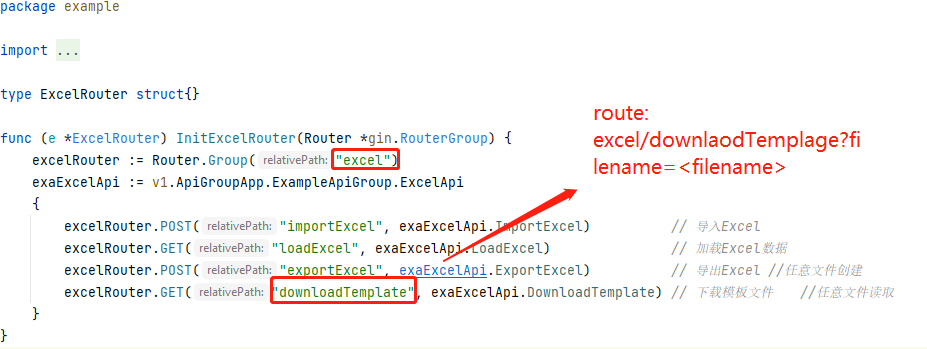 package example
import ...
type ExcelRouter struct{}
func (e *ExcelRouter) InitExcelRouter(Router *gin.RouterGroup) {
excelRouter := Router.Group( relativePath: "excel")
exaExcelApi := v1.ApiGroupApp.ExampleApiGroup.ExcelApi
{
excelRouter.POST( relativePath: "importExcel", exaExcelApi.ImportExcel) // 导入Excel
excelRouter.GET( relativePath: "loadExcel", exaExcelApi.LoadExcel) // 加载Excel数据
excelRouter.POST( relativePath: "exportExcel", exaExcelApi.ExportExcel) // 导出Excel //任意文件创建
excelRouter.GET( relativePath: "downloadTemplate", exaExcelApi.DownloadTemplate) // 下载模板文件 //任意文件读取
}
}
route:
excel/downlaodTemplage?fi
lename=<filename>